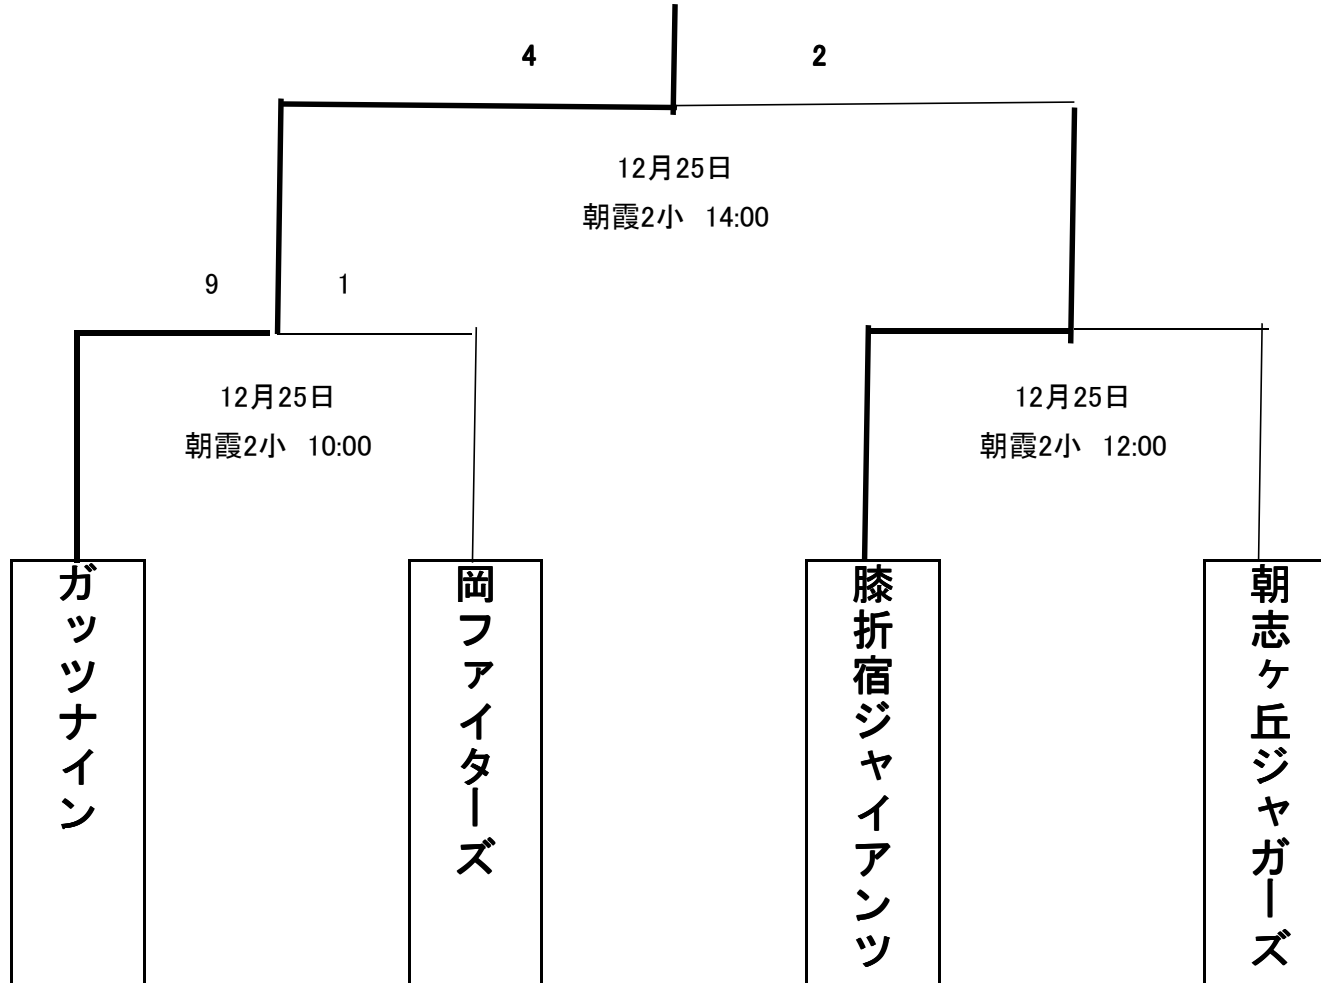 4 2
12月25日
朝霞2小 14:00
9 1
12月25日
朝霞2小 10:00
12月25日
朝霞2小 12:00
ガッツナイン
岡ファイターズ
膝折宿ジャイアンツ
朝志ヶ丘ジャガーズ